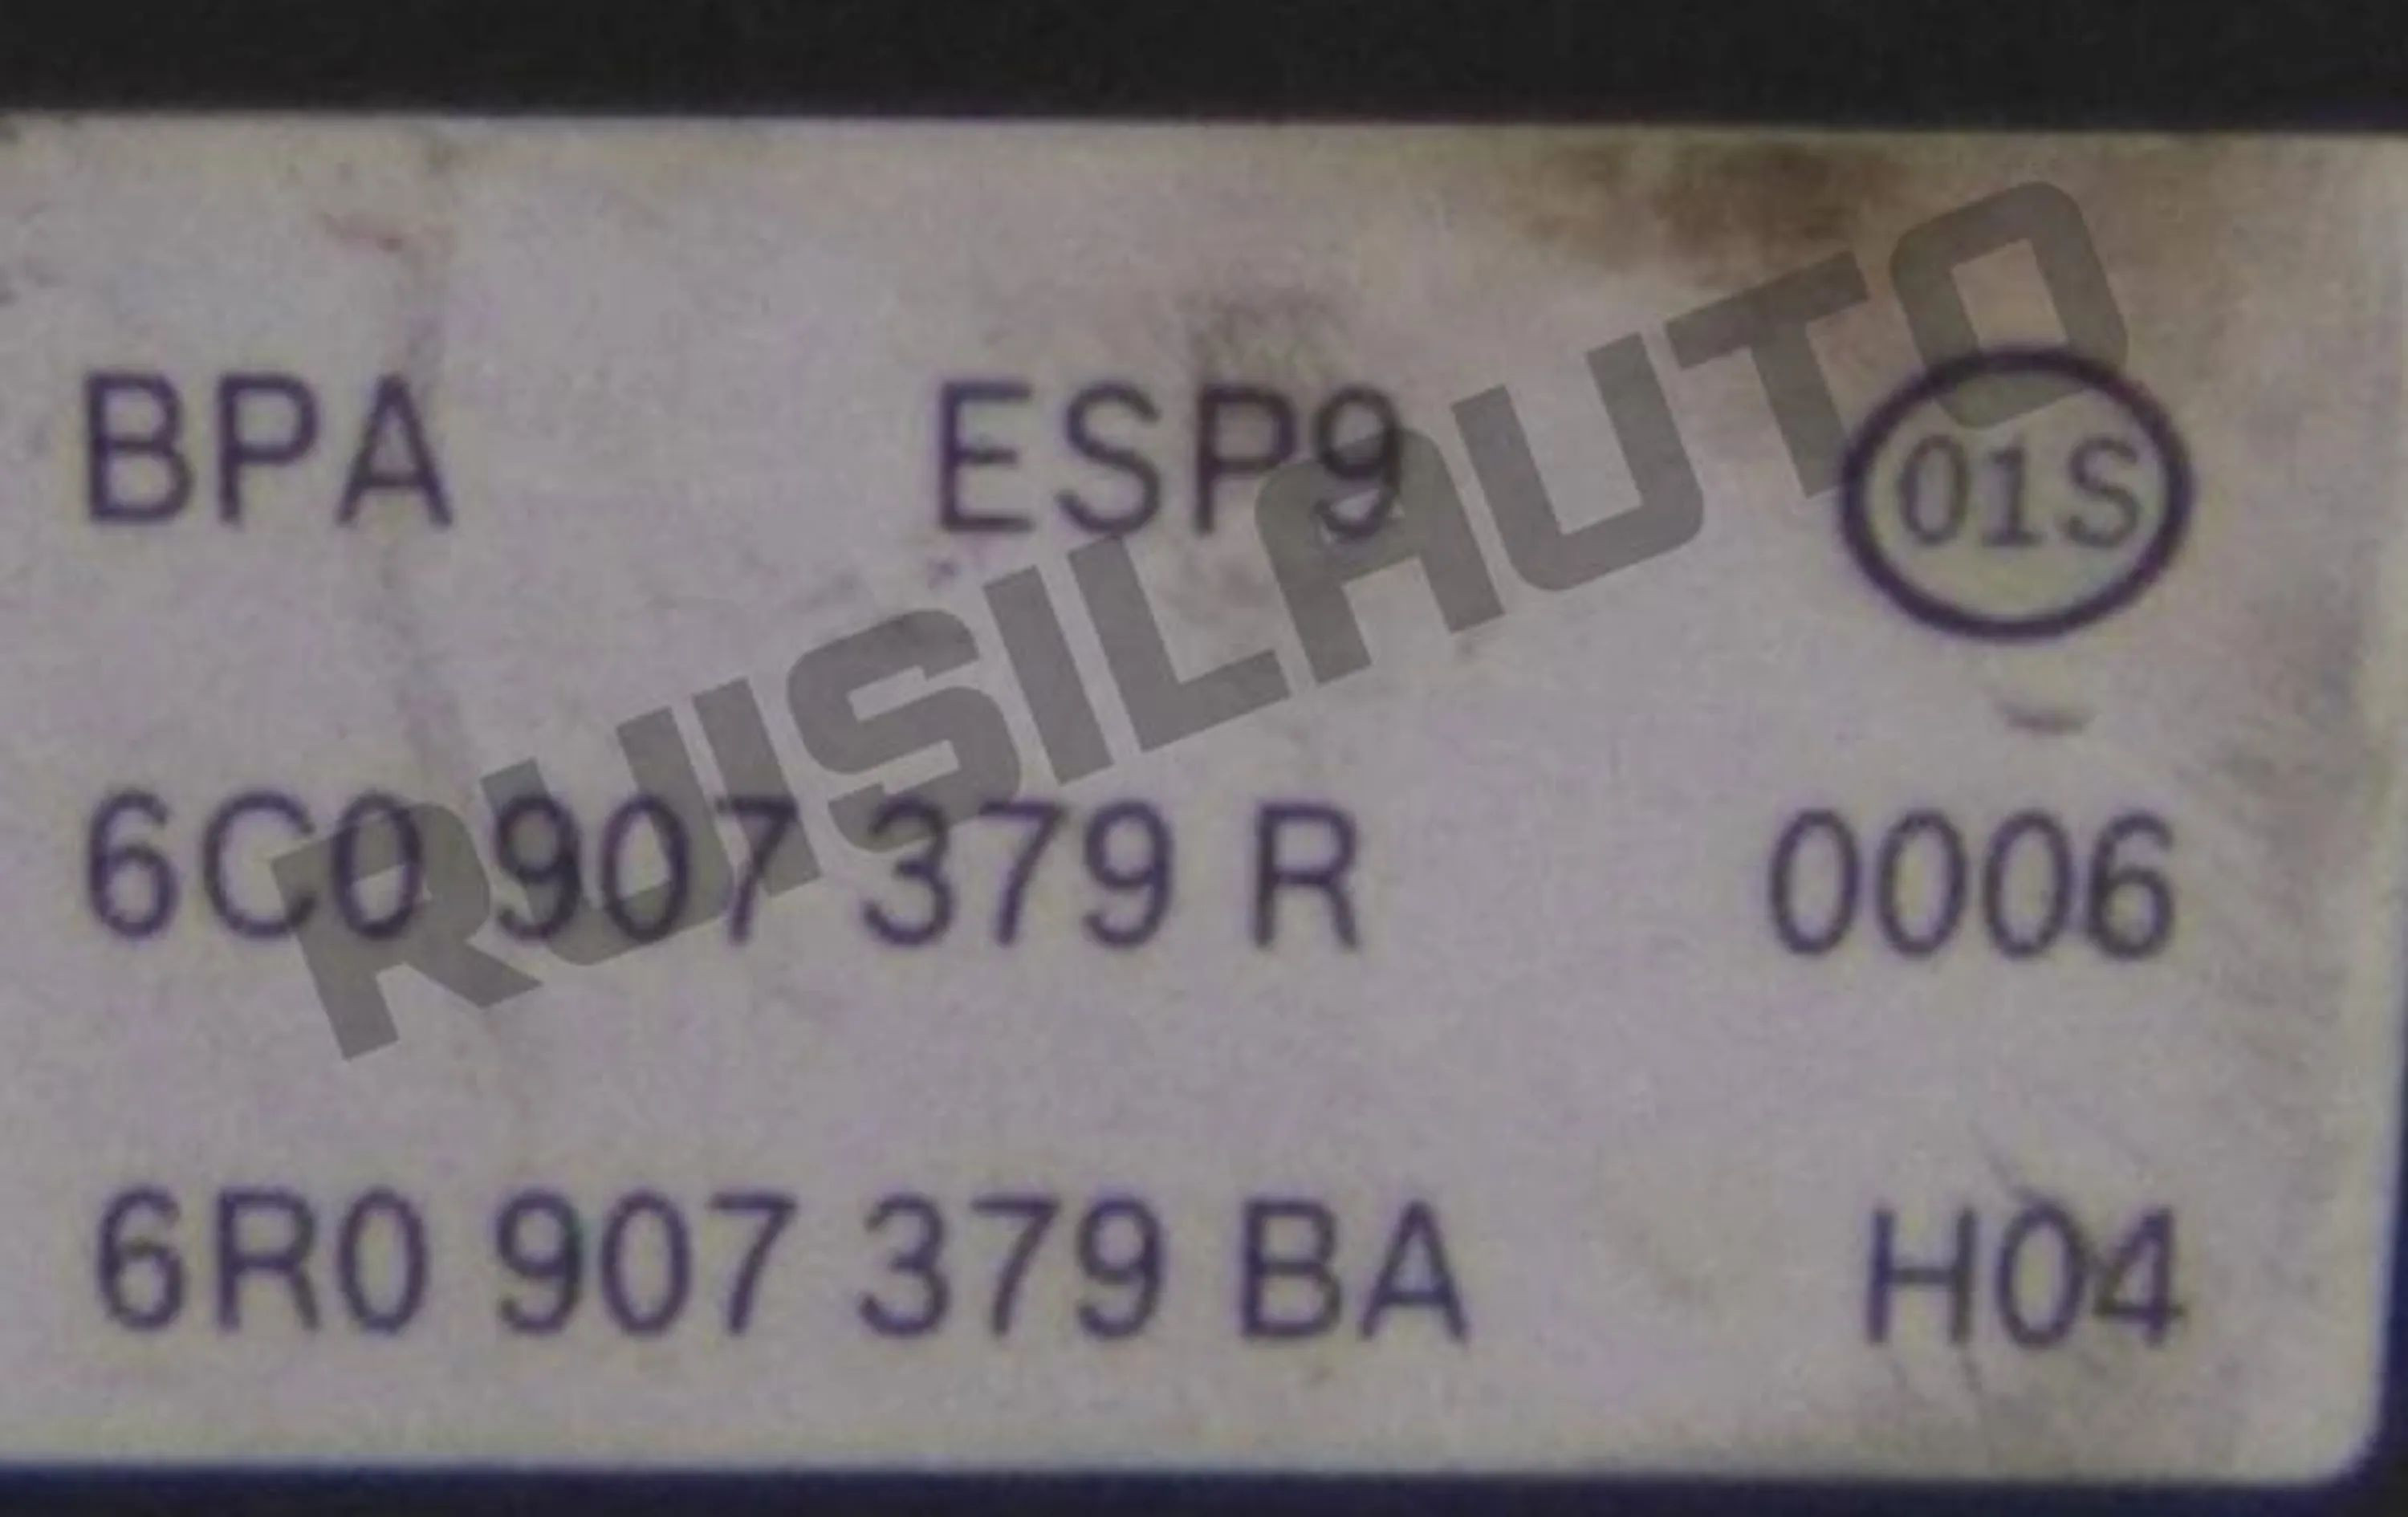 BPA ESP9 01S
RUISILAUTO
6C0 907 379 R 0006
6R0 907 379 BA H04